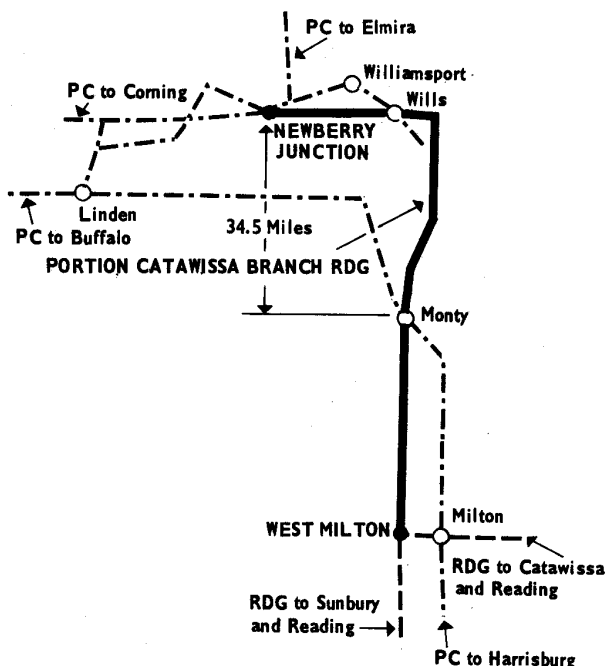 PC to Elmira
Williamsport
PC to Corning
Wills
NEWBERRY
JUNCTION
Linden
34.5 Miles
PC to Buffalo
PORTION CATAWISSA BRANCH RDG
Monty
WEST MILTON
Milton
RDG to Catawissa
and Reading
RDG to Sunbury
and Reading
PC to Harrisburg